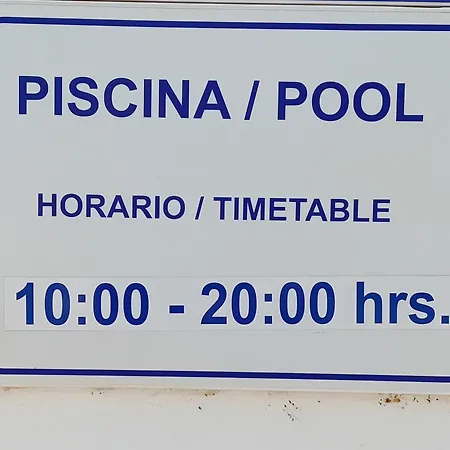 PISCINA / POOL
HORARIO / TIMETABLE
10:00 - 20:00 hrs.